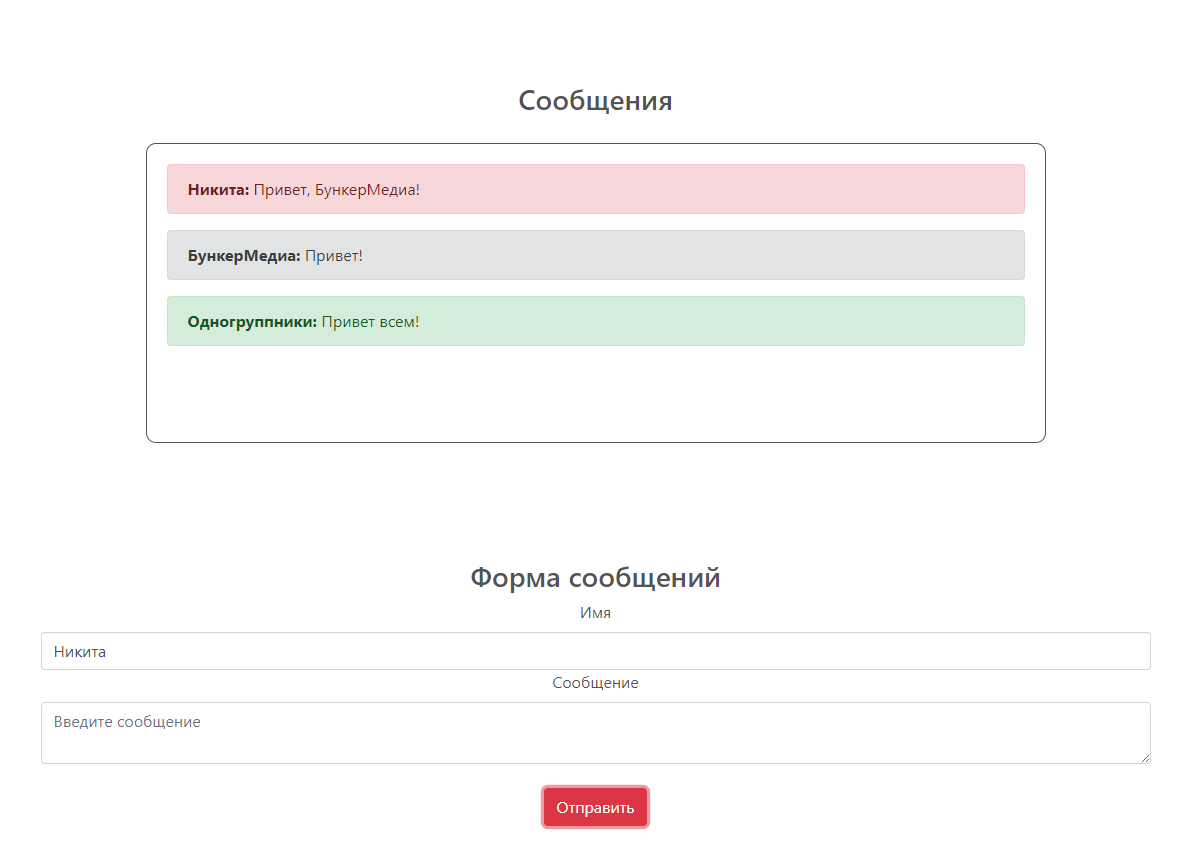 Сообщения
Никита: Привет, БункерМедиа!
БункерМедиа: Привет!
Одногруппники: Привет всем!
Форма сообщений
Имя
Никита
Сообщение
Введите сообщение
Отправить